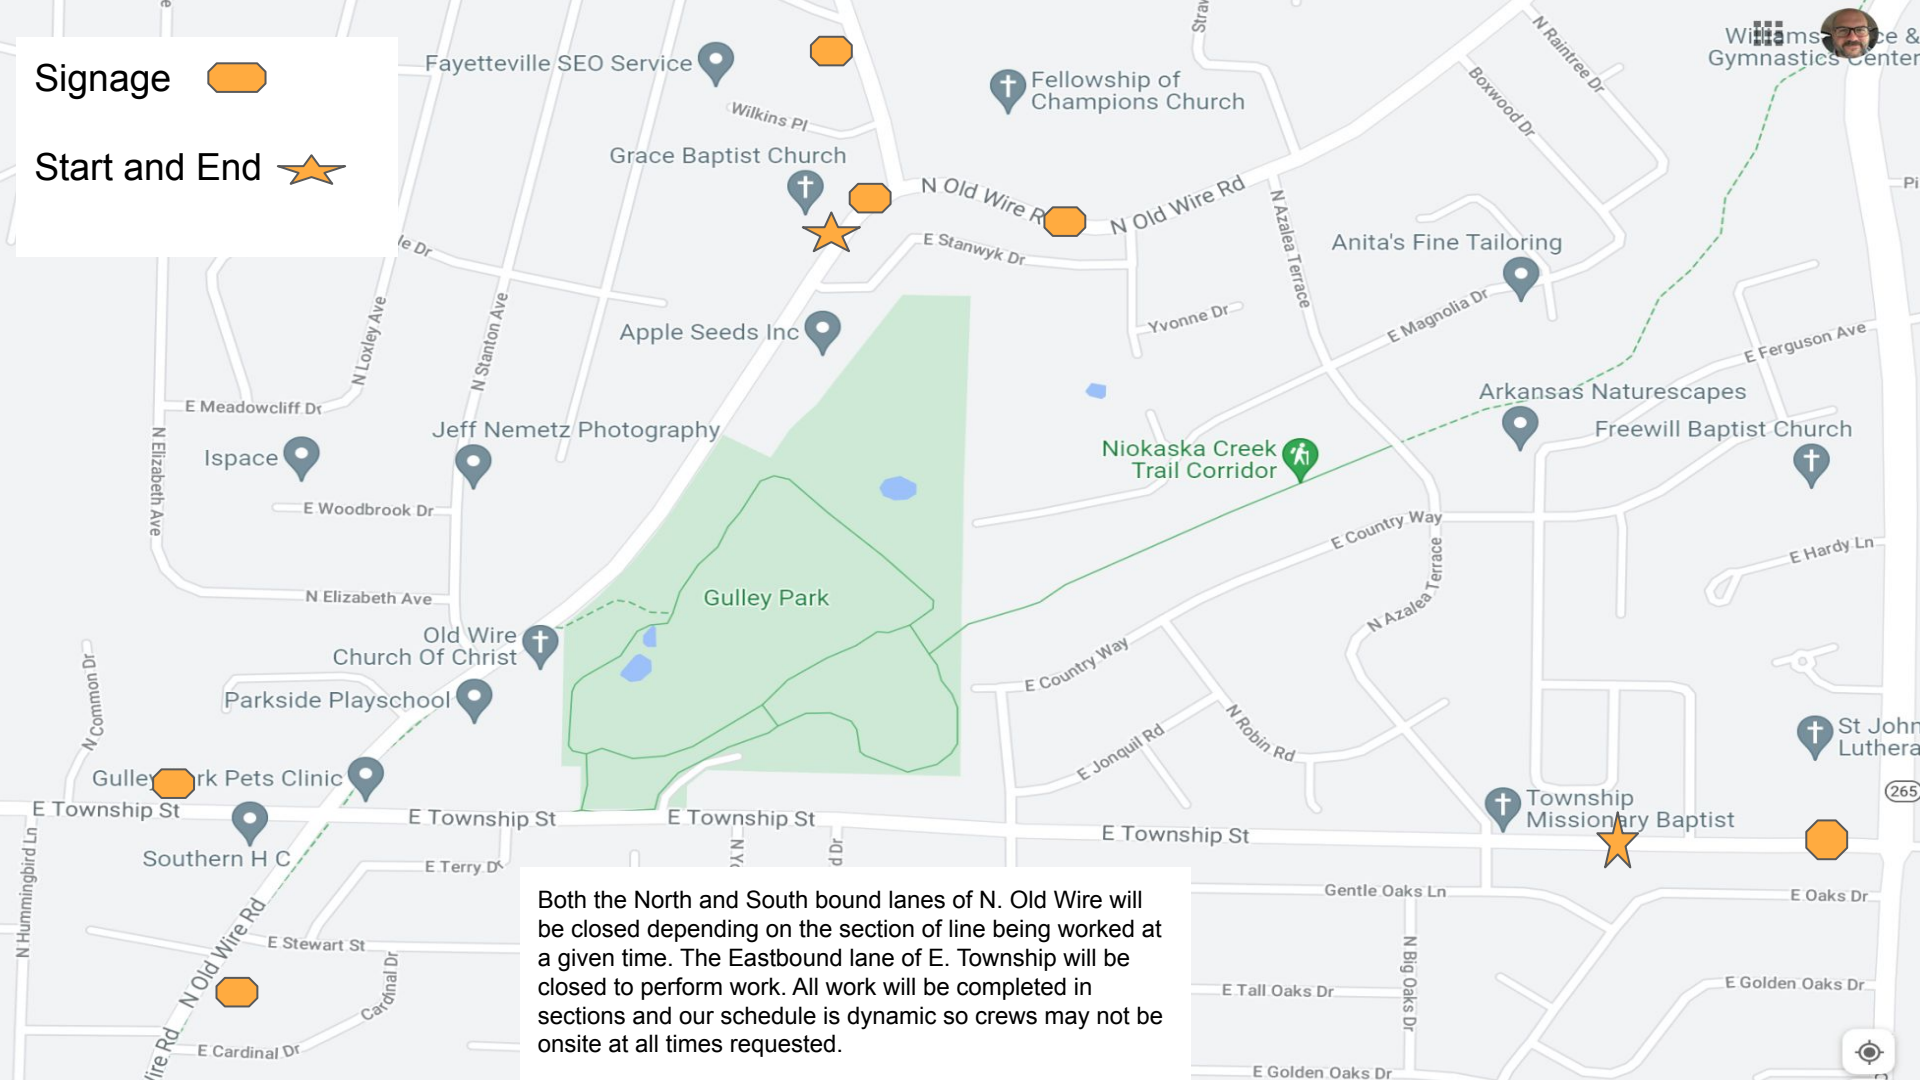 Signage
Start and End
Fayetteville SEO Service
Wilkins Pl
Grace Baptist Church
Fellowship of
Champions Church
N Raintree Dr
Boxwood Dr
Gymnastics Center
N Old Wire
N Old Wire Rd
E Stanwyk Dr
N Azalea Terrace
Anita's Fine Tailoring
E Magnolia Dr
Yvonne Dr
E Ferguson Ave
N Loxley Ave
N Stanton Ave
Apple Seeds Inc
E Meadowcliff Dr
N Elizabeth Ave
Jeff Nemetz Photography
Ispace
E Woodbrook Dr
Arkansas Naturescapes
Freewill Baptist Church
Niokaska Creek
Trail Corridor
E Country Way
E Hardy Ln
N Azalea Terrace
Gulley Park
N Elizabeth Ave
Old Wire
Church Of Christ
E Country Way
Parkside Playschool
N Common Dr
N Robin Rd
E Jonquil Rd
St John
Luthera
Pets Clinic
265
E Township St
E Township St
E Township St
E Township St
Township
Missionary Baptist
Southern H C
E Terry Dr
N Hummingbird Ln
N Old Wire Rd
E Stewart St
Cardinal Dr
E Cardinal Dr
Gentle Oaks Ln
E Oaks Dr
N Big Oaks Dr
E Tall Oaks Dr
E Golden Oaks Dr
E Golden Oaks Dr
Both the North and South bound lanes of N. Old Wire will
be closed depending on the section of line being worked at
a given time. The Eastbound lane of E. Township will be
closed to perform work. All work will be completed in
sections and our schedule is dynamic so crews may not be
onsite at all times requested.